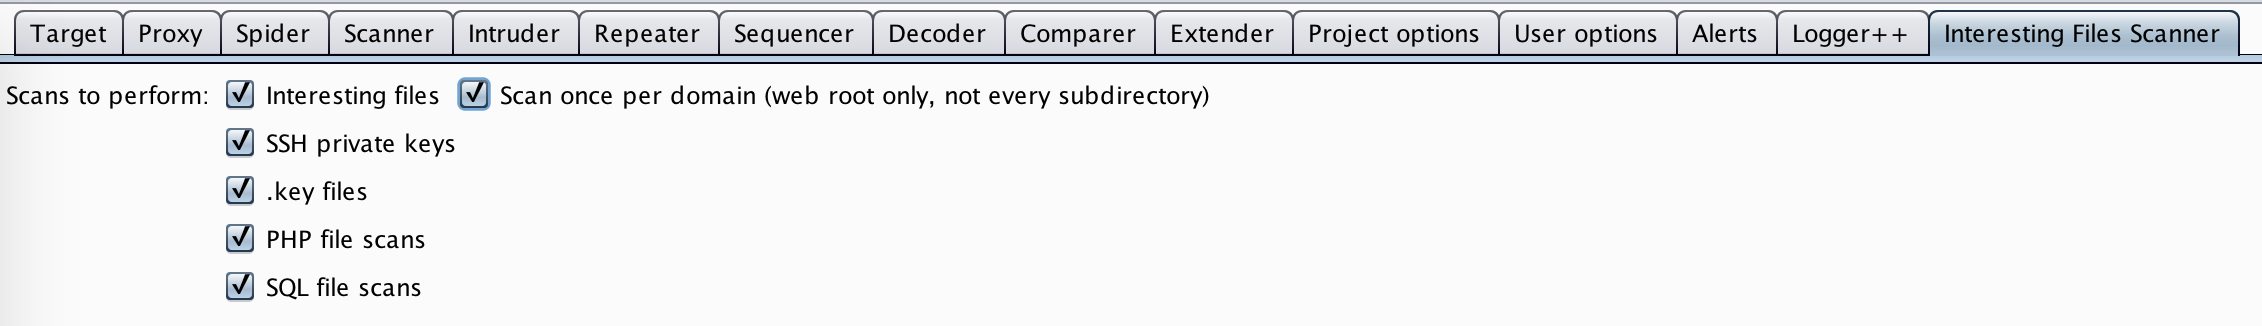 Target Proxy Spider Scanner Intruder Repeater Sequencer Decoder Comparer Extender Project options User options Alerts Logger++ Interesting Files Scanner
Scans to perform: Interesting files Scan once per domain (web root only, not every subdirectory)
SSH private keys
.key files
PHP file scans
SQL file scans